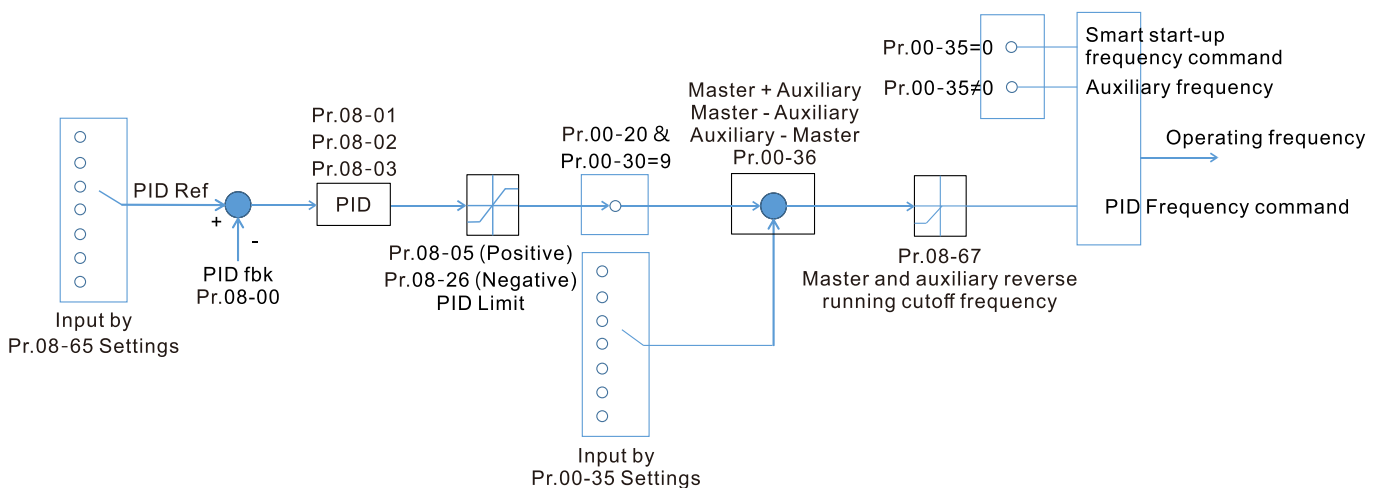 Pr.00-35=0
Smart start-up
frequency command
Pr.00-35≠0
Auxiliary frequency
Operating frequency
PID Frequency command
Master + Auxiliary
Master - Auxiliary
Auxiliary - Master
Pr.00-36
Pr.00-20 &
Pr.00-30=9
Pr.08-01
Pr.08-02
Pr.08-03
PID
PID Ref
+
-
PID fbk
Pr.08-00
Input by
Pr.08-65 Settings
Pr.08-05 (Positive)
Pr.08-26 (Negative)
PID Limit
Pr.08-67
Master and auxiliary reverse
running cutoff frequency
Input by
Pr.00-35 Settings